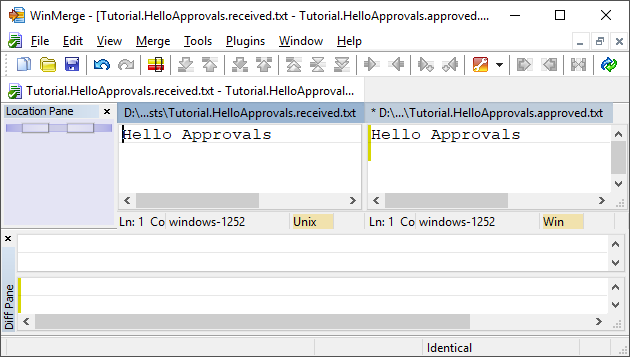 WinMerge - [Tutorial.HelloApprovals.received.txt - Tutorial.HelloApprovals.approved....
File Edit View Merge Tools Plugins Window Help
Tutorial.HelloApprovals.received.txt - Tutorial.HelloApproval...
Location Pane
D:\...sts\Tutorial.HelloApprovals.received.txt
* D:\...\Tutorial.HelloApprovals.approved.txt
Hello Approvals
Hello Approvals
Ln: 1 Co windows-1252 Unix
Ln: 1 Co windows-1252 Win
Diff Pane
Identical